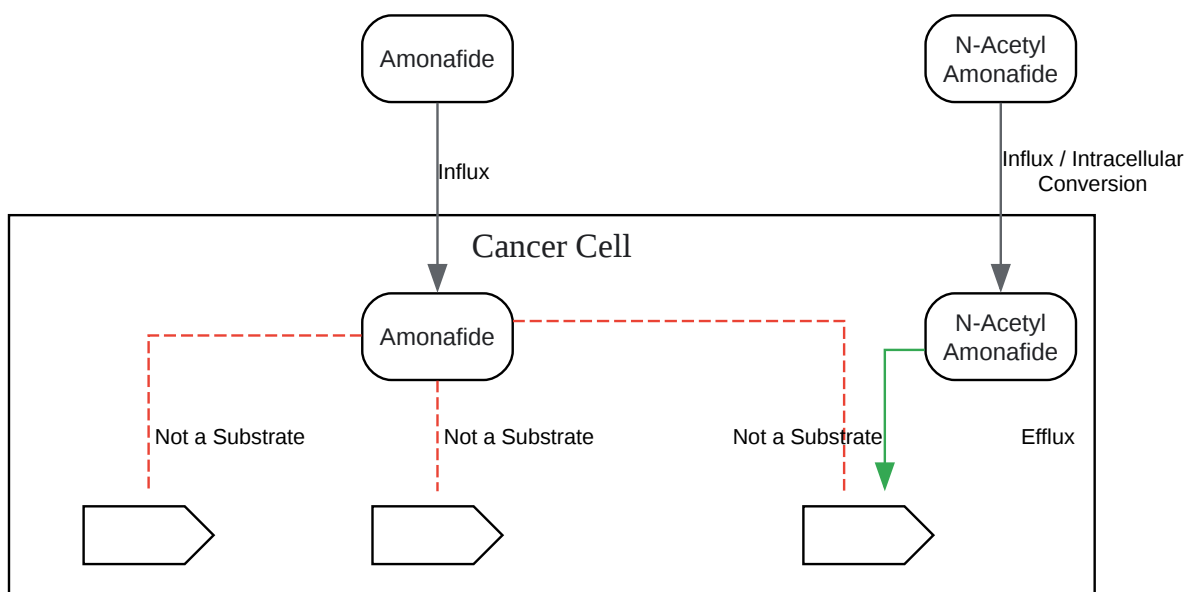 Amonafide
N-Acetyl
Amonafide
Influx
Influx / Intracellular
Conversion
Cancer Cell
Amonafide
N-Acetyl
Amonafide
Not a Substrate
Not a Substrate
Not a Substrate
Efflux